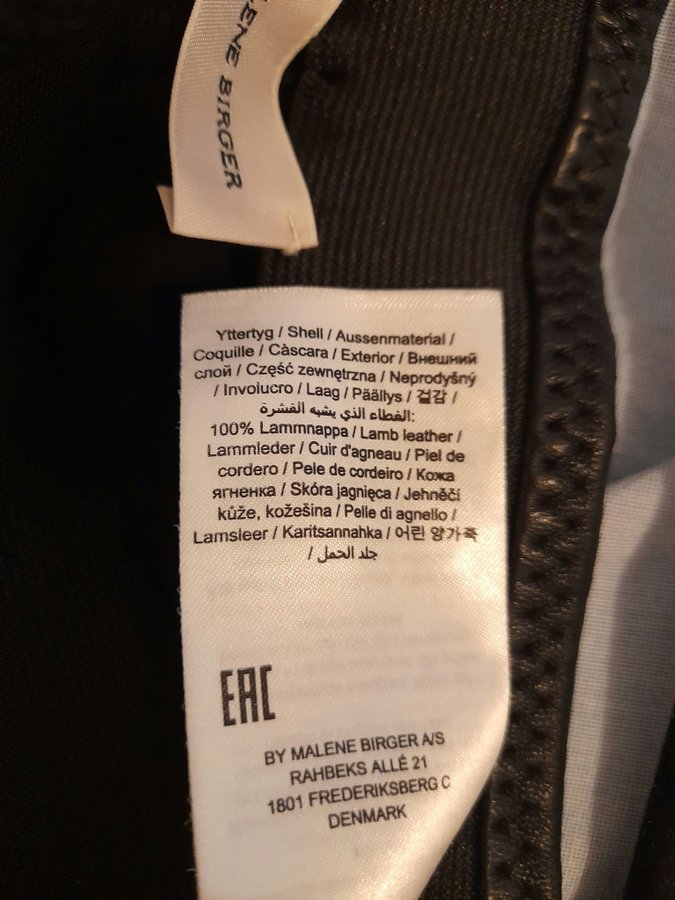 ENE BIRGER
Yttertyg / Shell / Aussenmaterial /
Coquille / Càscara / Exterior / Внешний
слой / Część zewnętrzna / Neprodyšný
/ Involucro / Laag / Päällys / 겉감 /
الغطاء الذي يشبه القشرة:
100% Lammnappa / Lamb leather /
Lammleder / Cuir d'agneau / Piel de
cordero / Pele de cordeiro / Кожа
ягненка / Skóra jagnięca / Jehněčí
kůže, kožešina / Pelle di agnello /
Lamsleer / Karitsannahka / 어린 양가죽
/ جلد الحمل
EAC
BY MALENE BIRGER A/S
RAHBEKS ALLÉ 21
1801 FREDERIKSBERG C
DENMARK